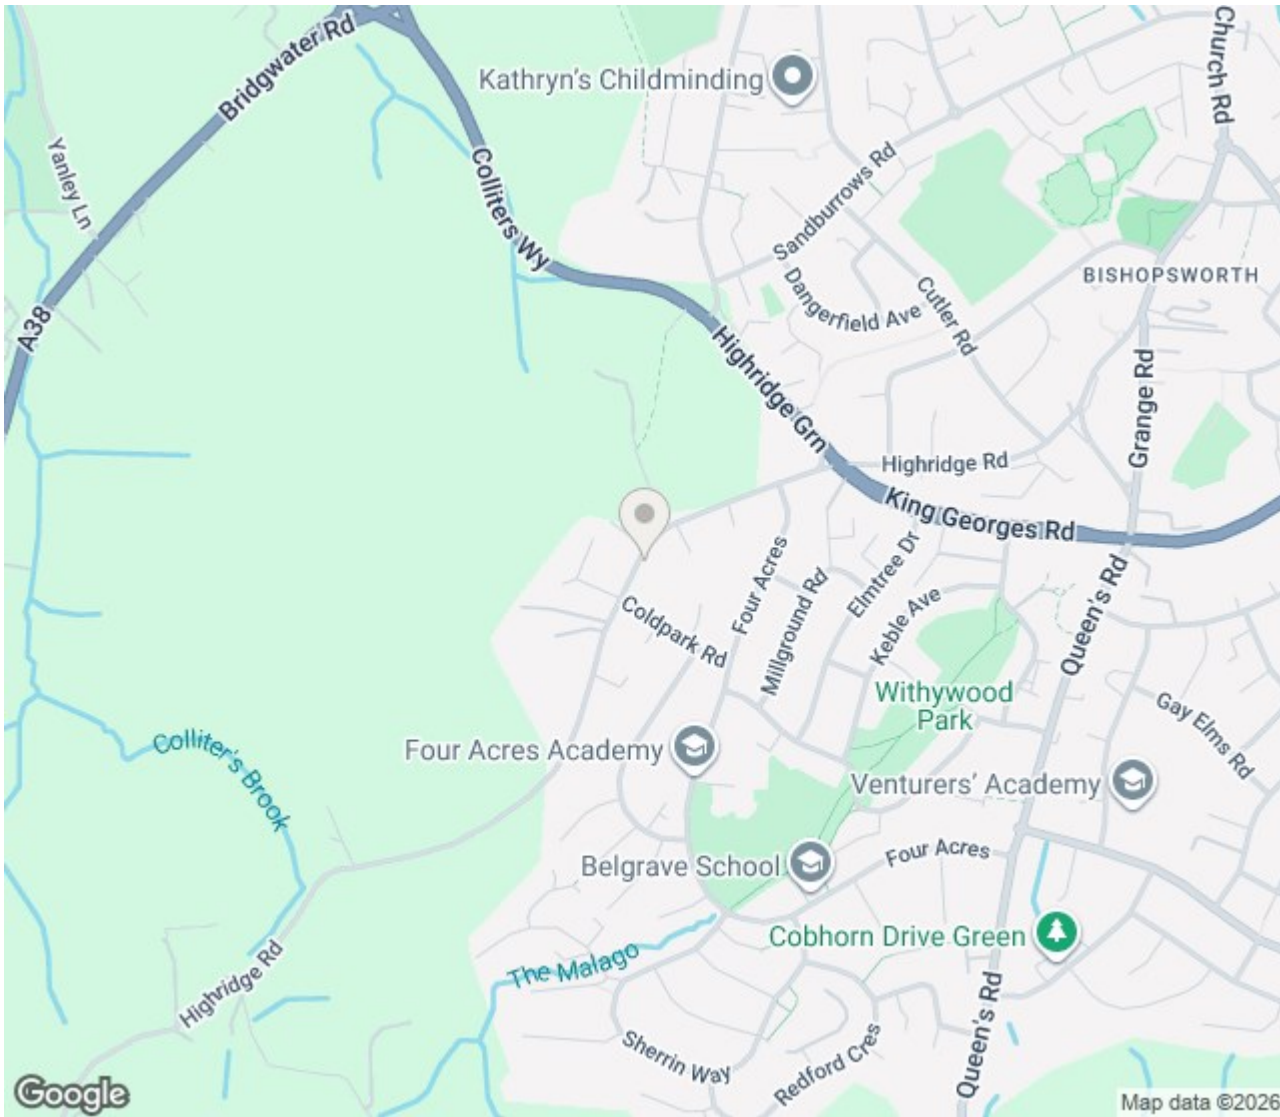 Bridgwater Rd
Church Rd
Kathryn's Childminding
Yanley Ln
Colliters Wy
Sandburrows Rd
BISHOPSWORTH
Dangerfield Ave
Cutler Rd
A38
Highridge Grn
Grange Rd
Highridge Rd
King Georges Rd
Four Acres
Elmtree Dr
Millground Rd
Keble Ave
Queen's Rd
Coldpark Rd
Withywood
Park
Gay Elms Rd
Colliter's Brook
Four Acres Academy
Venturers' Academy
Four Acres
Belgrave School
Cobhorn Drive Green
The Malago
Highridge Rd
Queen's Rd
Sherrin Way
Redford Cres
Google
Map data ©2026